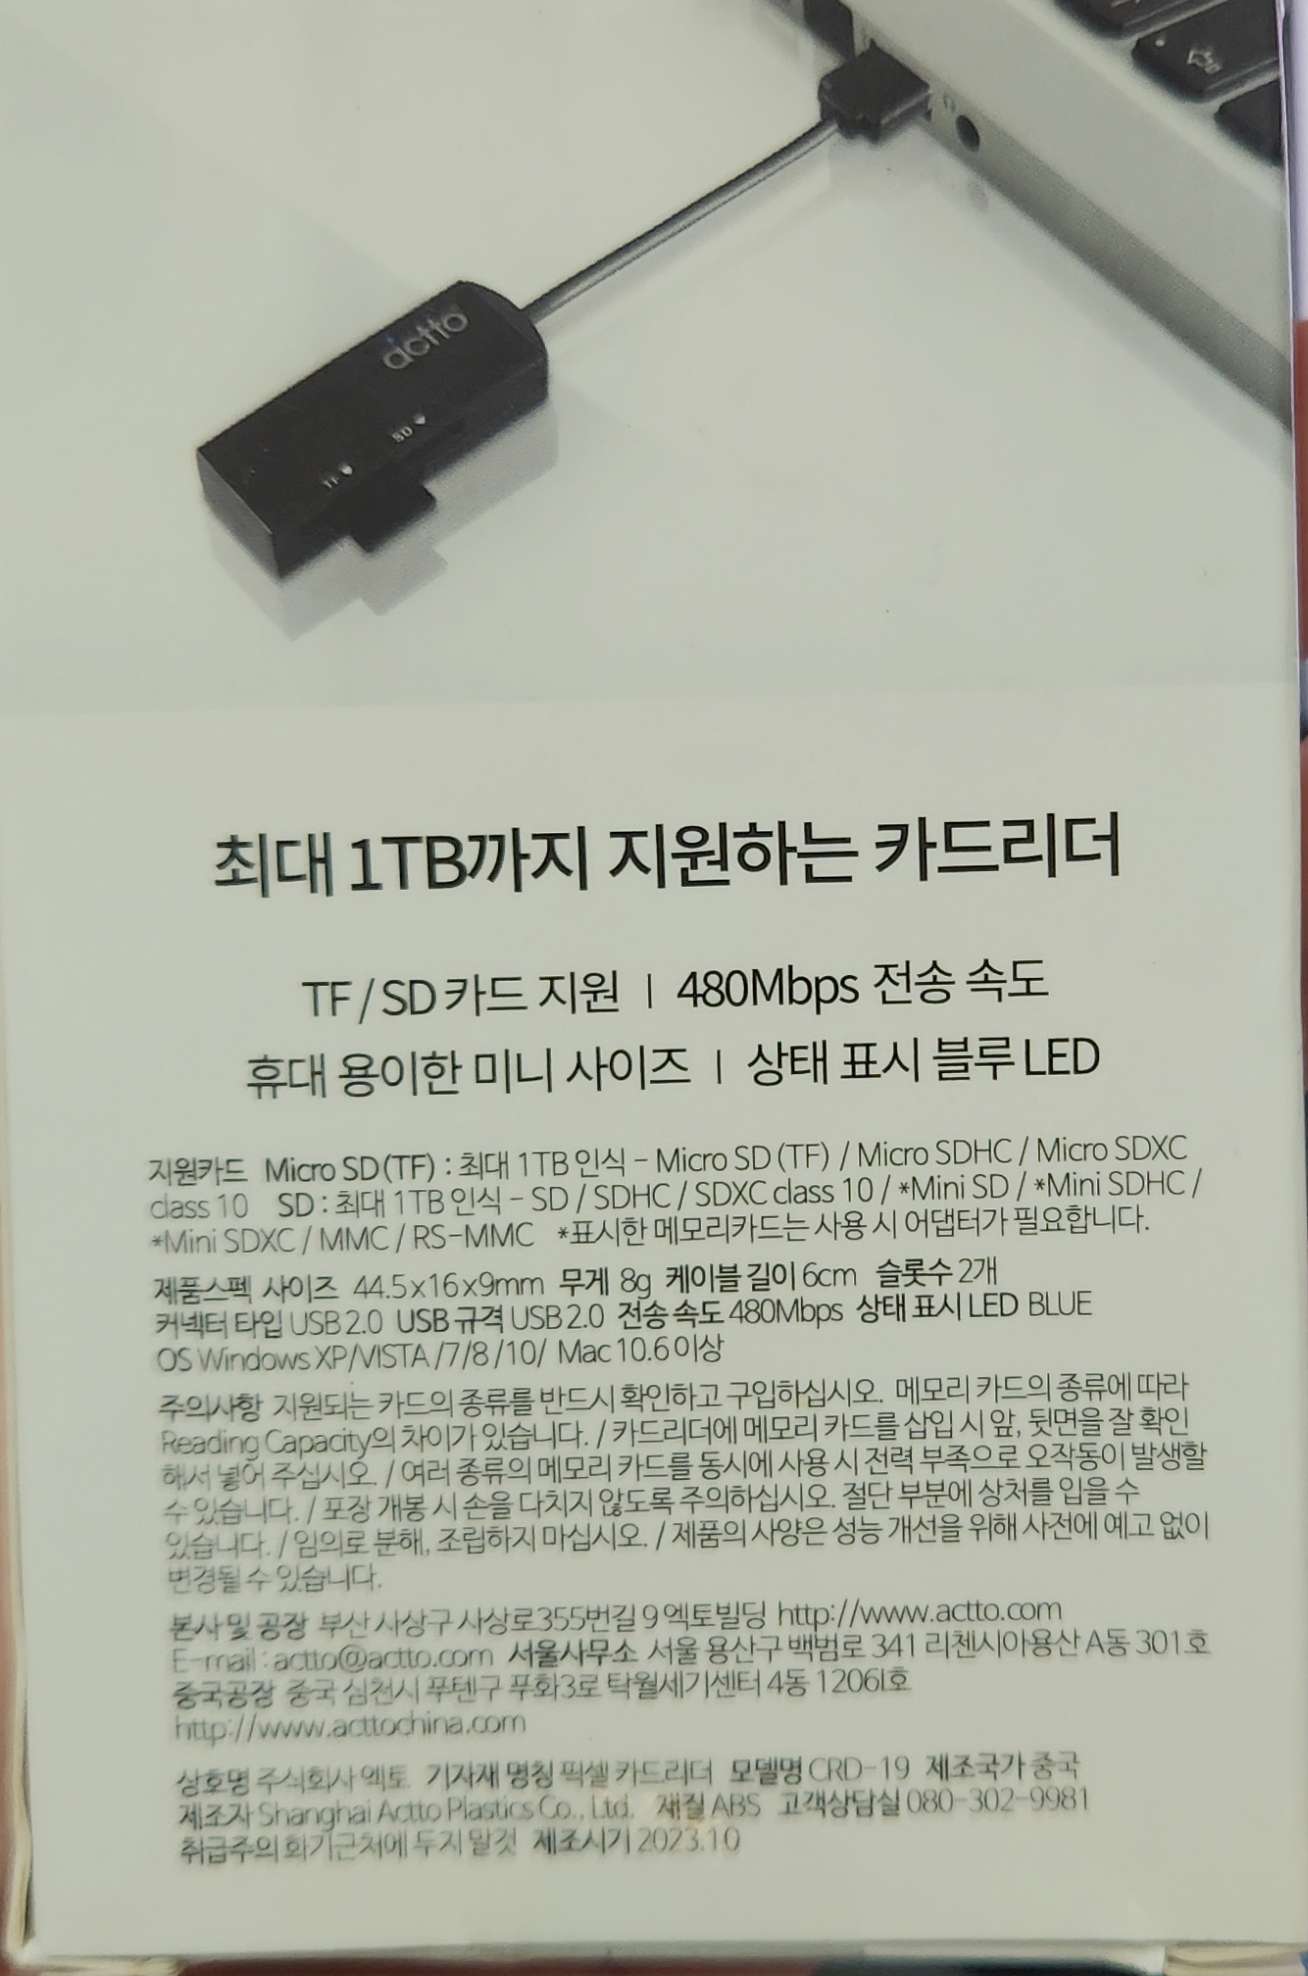 actto
SD
TF
최대 1TB까지 지원하는 카드리더
TF / SD 카드 지원 | 480Mbps 전송 속도
휴대 용이한 미니 사이즈 | 상태 표시 블루 LED
지원카드 Micro SD (TF) : 최대 1TB 인식 - Micro SD (TF) / Micro SDHC / Micro SDXC
class 10 SD : 최대 1TB 인식 - SD / SDHC / SDXC class 10 / *Mini SD / *Mini SDHC /
*Mini SDXC / MMC / RS-MMC *표시한 메모리카드는 사용 시 어댑터가 필요합니다.
제품스펙 사이즈 44.5x16x9mm 무게 8g 케이블 길이 6cm 슬롯수 2개
커넥터 타입 USB 2.0 USB 규격 USB 2.0 전송 속도 480Mbps 상태 표시 LED BLUE
OS Windows XP/VISTA /7/8 /10/ Mac 10.6 이상
주의사항 지원되는 카드의 종류를 반드시 확인하고 구입하십시오. 메모리 카드의 종류에 따라
Reading Capacity의 차이가 있습니다. / 카드리더에 메모리 카드를 삽입 시 앞, 뒷면을 잘 확인
해서 넣어 주십시오. / 여러 종류의 메모리 카드를 동시에 사용 시 전력 부족으로 오작동이 발생할
수 있습니다. / 포장 개봉 시 손을 다치지 않도록 주의하십시오. 절단 부분에 상처를 입을 수
있습니다. / 임의로 분해, 조립하지 마십시오. / 제품의 사양은 성능 개선을 위해 사전에 예고 없이
변경될 수 있습니다.
본사 및 공장 부산 사상구 사상로355번길 9 엑토빌딩 http://www.actto.com
E-mail : actto@actto.com 서울사무소 서울 용산구 백범로 341 리첸시아용산 A동 301호
중국공장 중국 심천시 푸텐구 푸화3로 탁월세기센터 4동 1206I호
http://www.acttochina.com
상호명 주식회사 엑토 기자재 명칭 픽셀 카드리더 모델명 CRD-19 제조국가 중국
제조자 Shanghai Actto Plastics Co., Ltd. 재질 ABS 고객상담실 080-302-9981
취급주의 화기근처에 두지 말것 제조시기 2023.10